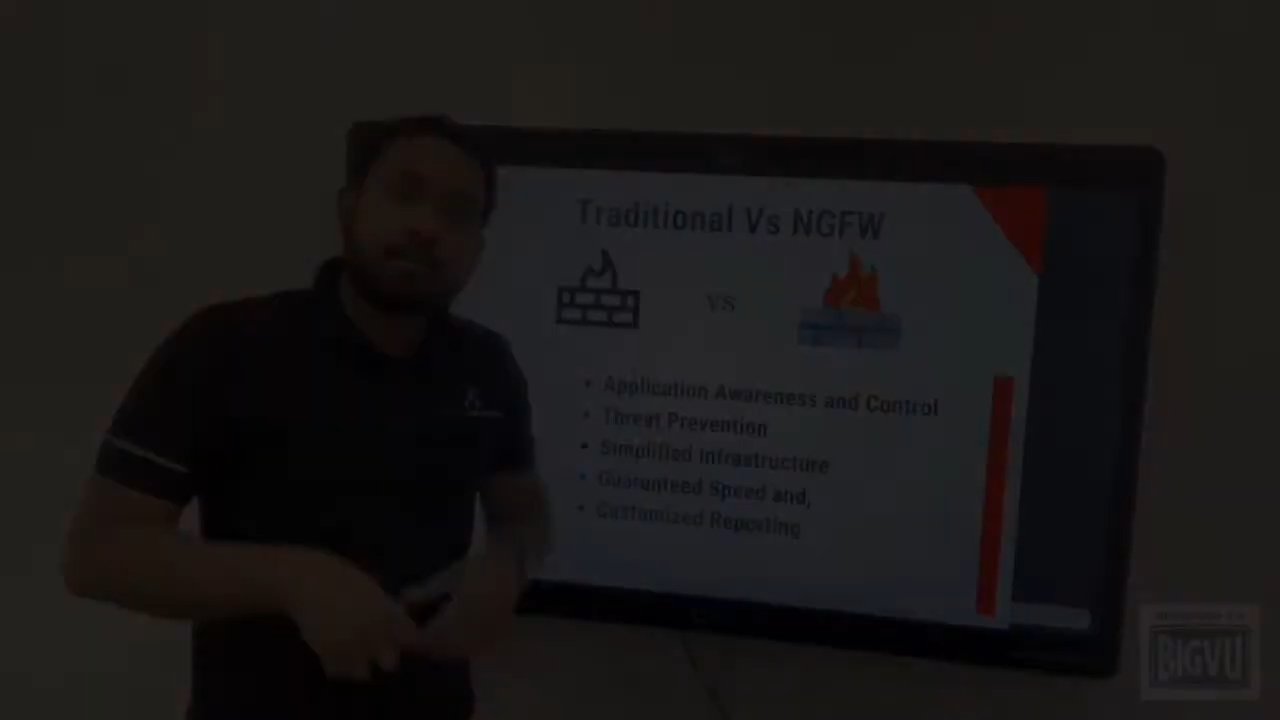 Traditional Vs NGFW
VS
• Application Awareness and Control
• Threat Prevention
• Simplified Infrastructure
• Guaranteed Speed and,
• Customized Reporting
BIGVU